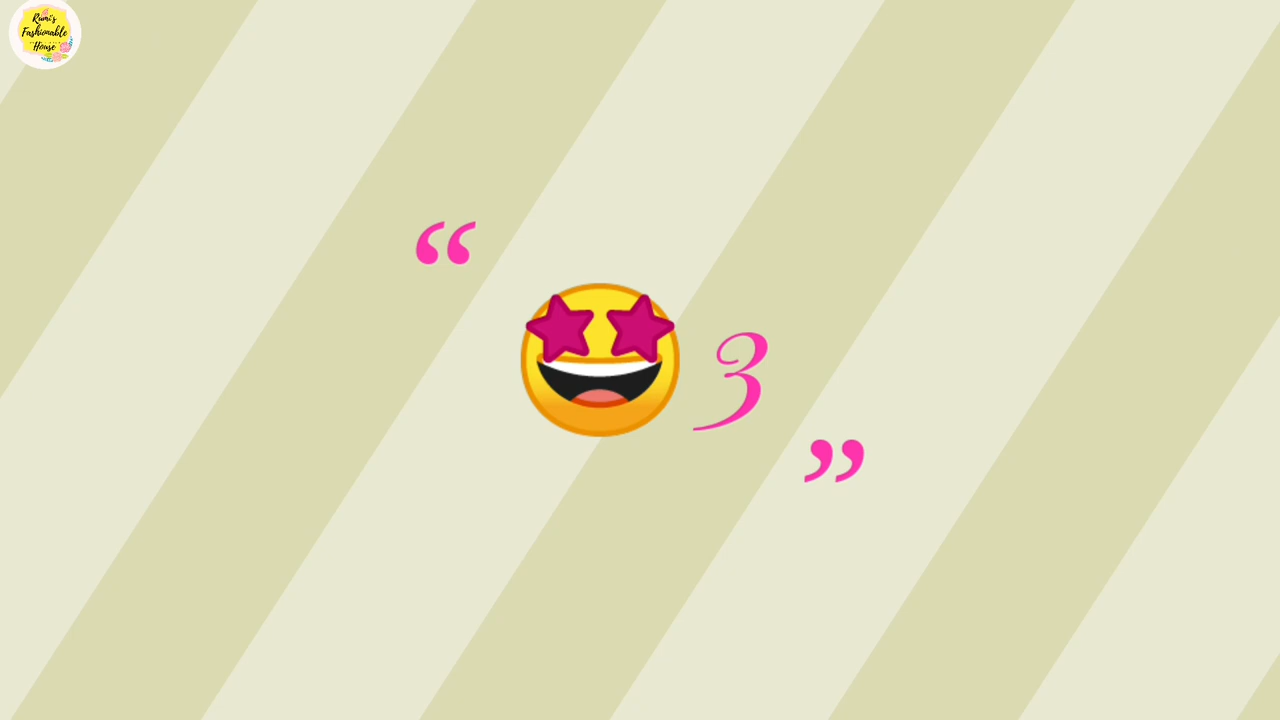 Rumi's
Fashionable
House
“
🤩 3
”